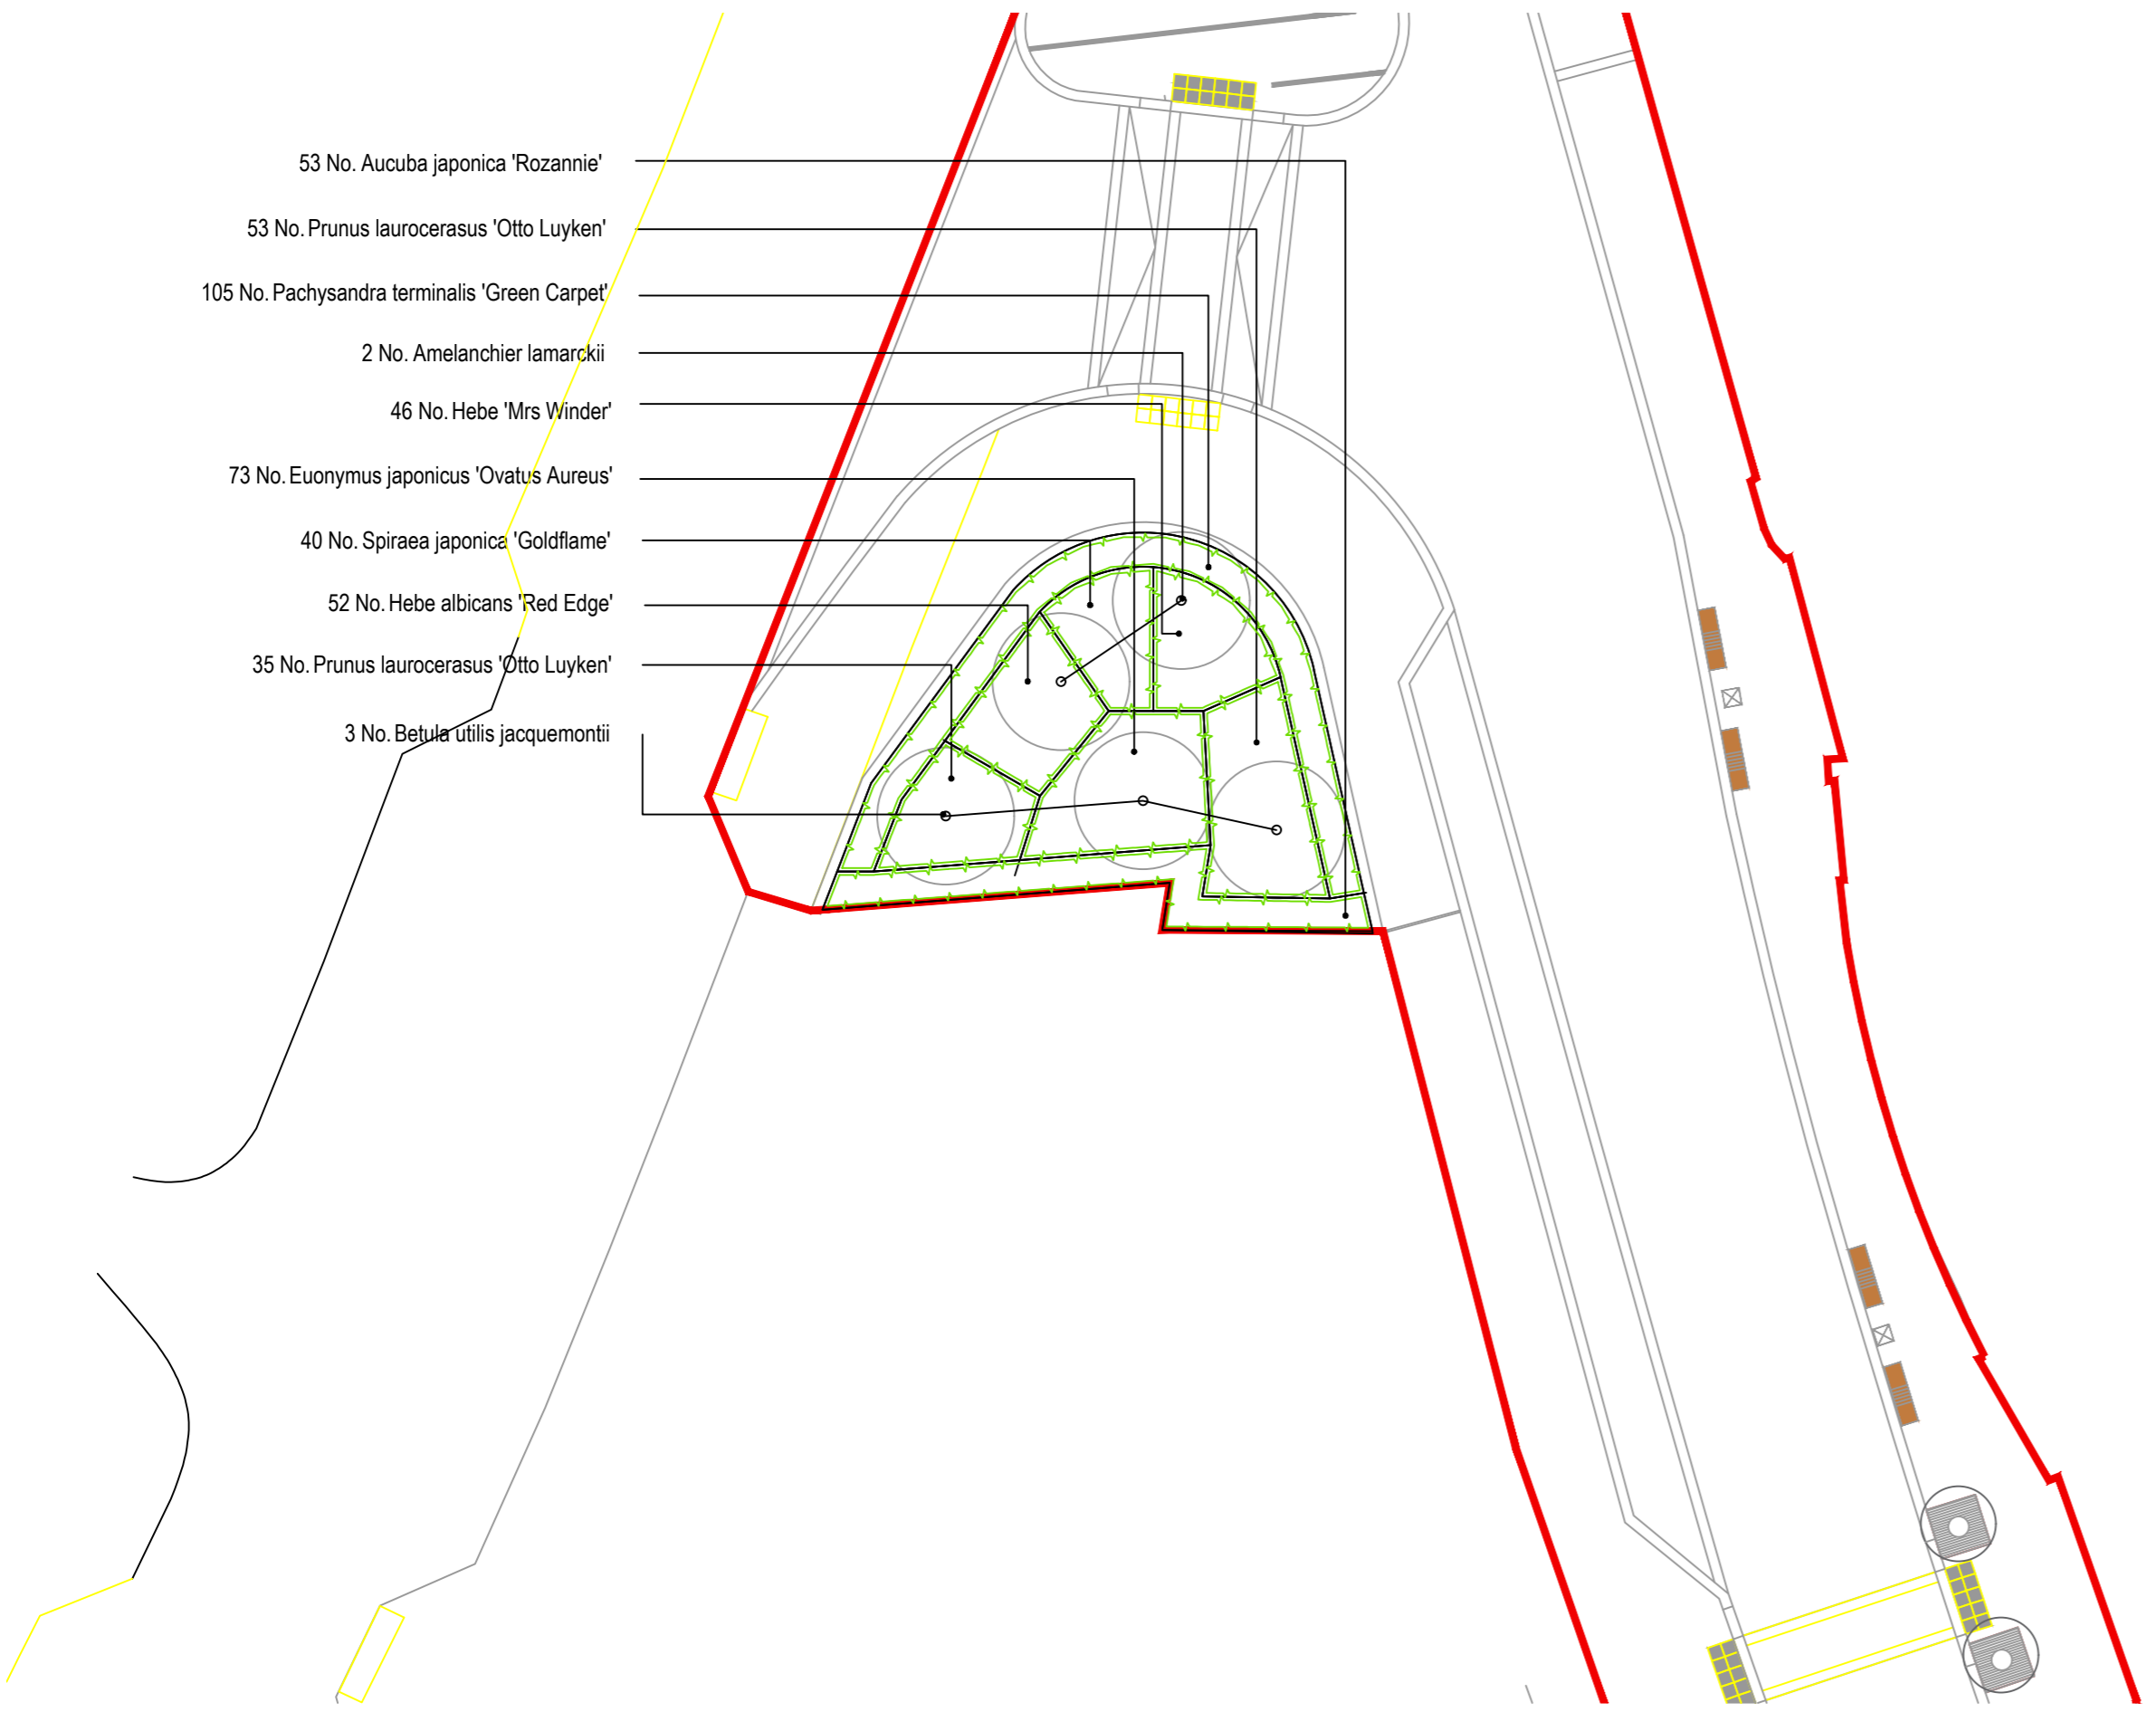 53 No. Aucuba japonica 'Rozannie'
53 No. Prunus laurocerasus 'Otto Luyken'
105 No. Pachysandra terminalis 'Green Carpet'
2 No. Amelanchier lamarckii
46 No. Hebe 'Mrs Winder'
73 No. Euonymus japonicus 'Ovatus Aureus'
40 No. Spiraea japonica 'Goldflame'
52 No. Hebe albicans 'Red Edge'
35 No. Prunus laurocerasus 'Otto Luyken'
3 No. Betula utilis jacquemontii